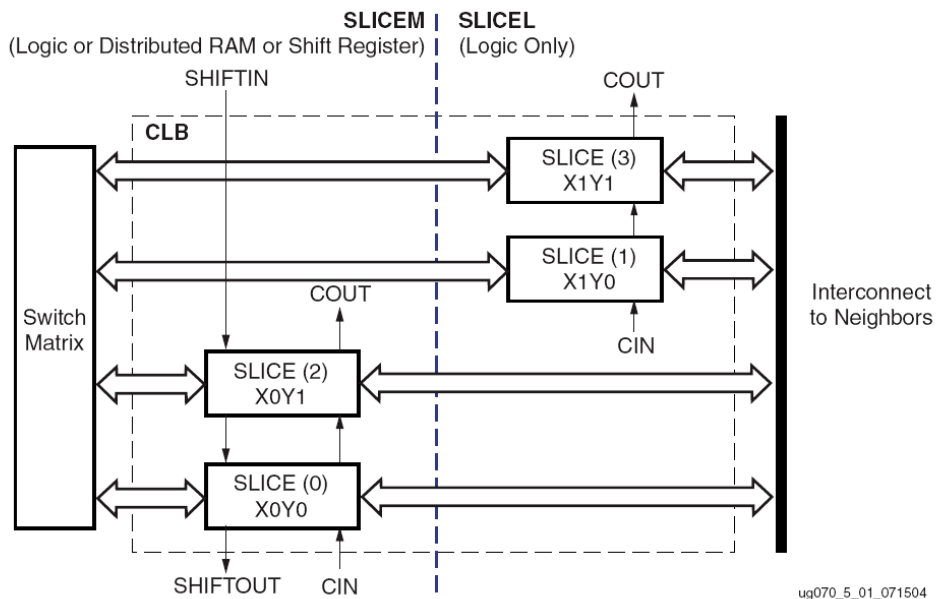 SLICEM
(Logic or Distributed RAM or Shift Register)
SLICEL
(Logic Only)
SHIFTIN
COUT
CLB
SLICE (3)
X1Y1
SLICE (1)
X1Y0
COUT
CIN
Switch
Matrix
Interconnect
to Neighbors
SLICE (2)
X0Y1
SLICE (0)
X0Y0
SHIFTOUT
CIN
ug070_5_01_071504